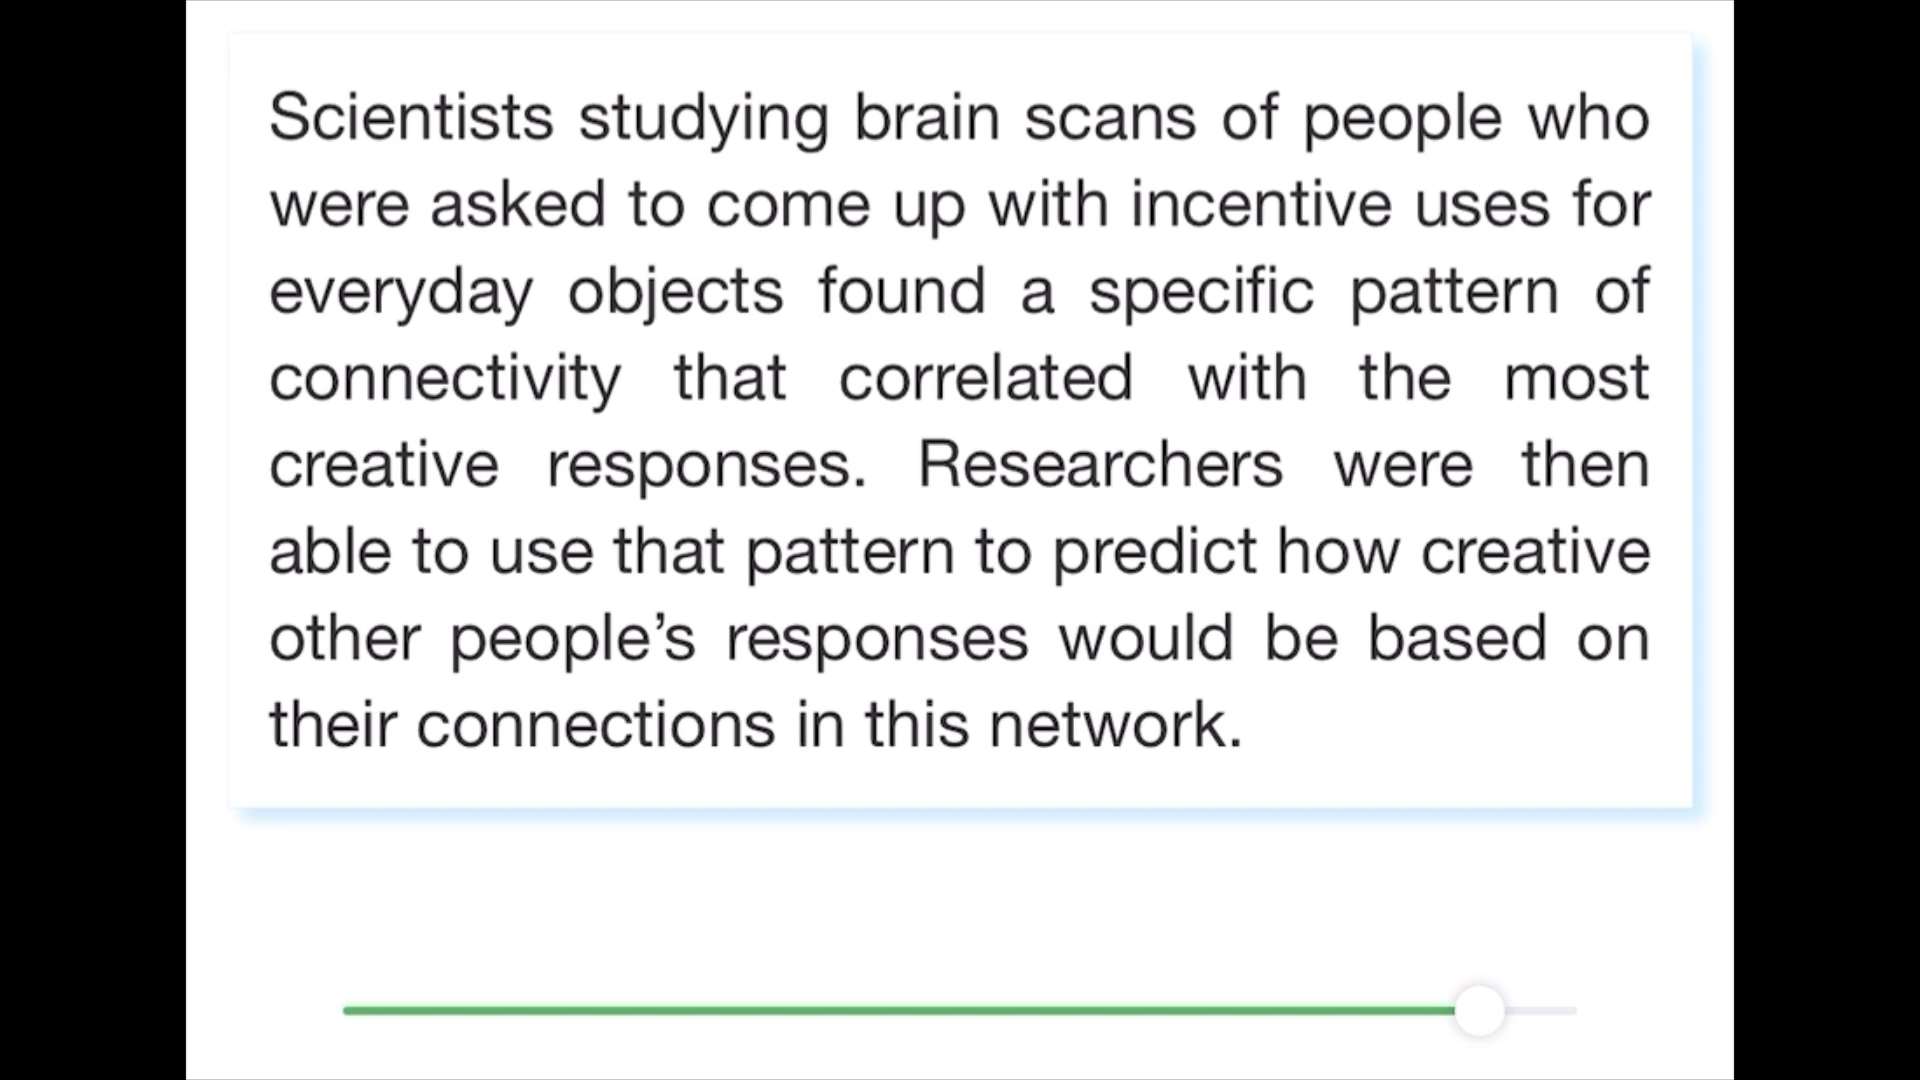 Scientists studying brain scans of people who
were asked to come up with incentive uses for
everyday objects found a specific pattern of
connectivity that correlated with the most
creative responses. Researchers were then
able to use that pattern to predict how creative
other people’s responses would be based on
their connections in this network.